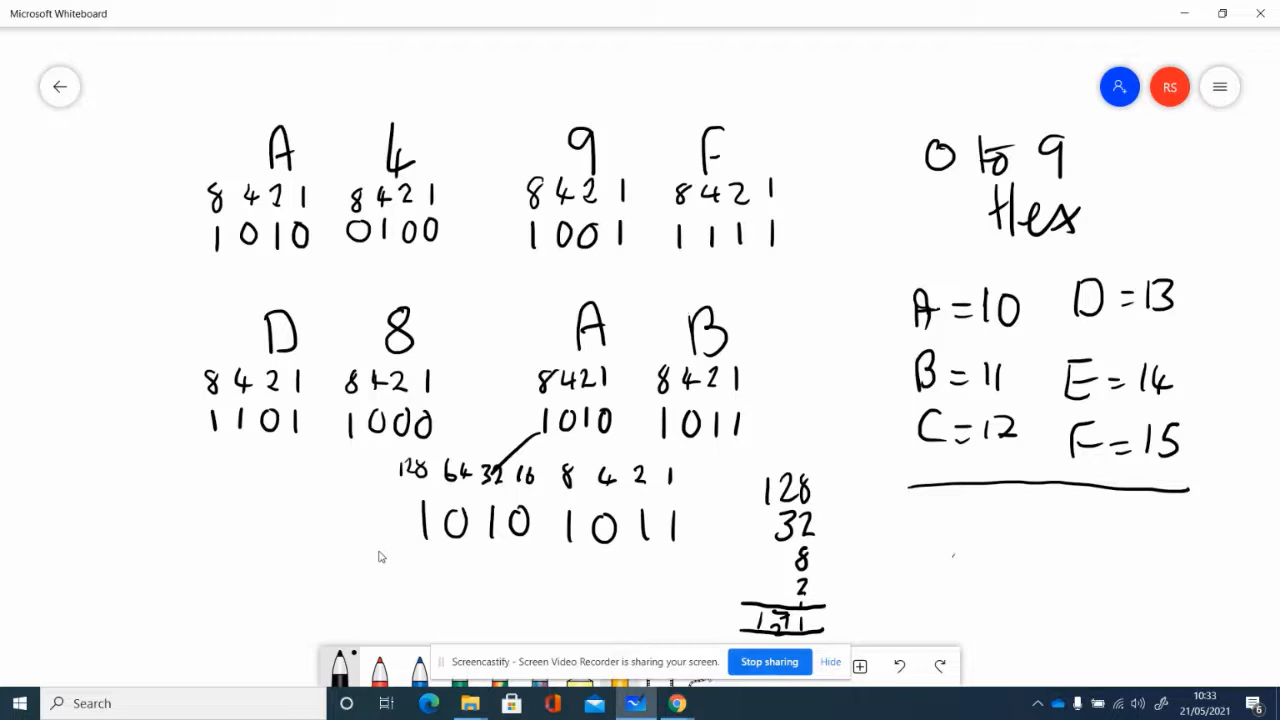 Microsoft Whiteboard
RS
A 4 9 F
8 4 2 1 8 4 2 1 8 4 2 1 8 4 2 1
1 0 1 0 0 1 0 0 1 0 0 1 1 1 1 1
D 8 A B
8 4 2 1 8 4 2 1 8 4 2 1 8 4 2 1
1 1 0 1 1 0 0 0 1 0 1 0 1 0 1 1
128 64 32 16 8 4 2 1
1 0 1 0 1 0 1 1
128
32
8
2
1
171
0 to 9
Hex
A = 10 D = 13
B = 11 E = 14
C = 12 F = 15
Screencastify - Screen Video Recorder is sharing your screen.
Stop sharing
Hide
Search
10:33
21/05/2021
6